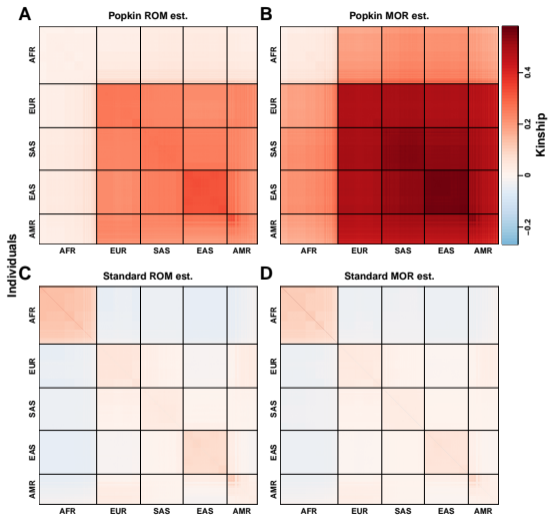 A Popkin ROM est.
AFR
EUR
SAS
EAS
AMR
AFR EUR SAS EAS AMR
B Popkin MOR est.
AFR
EUR
SAS
EAS
AMR
AFR EUR SAS EAS AMR
0.4
0.2
0
−0.2
Kinship
Individuals
C Standard ROM est.
AFR
EUR
SAS
EAS
AMR
AFR EUR SAS EAS AMR
D Standard MOR est.
AFR
EUR
SAS
EAS
AMR
AFR EUR SAS EAS AMR